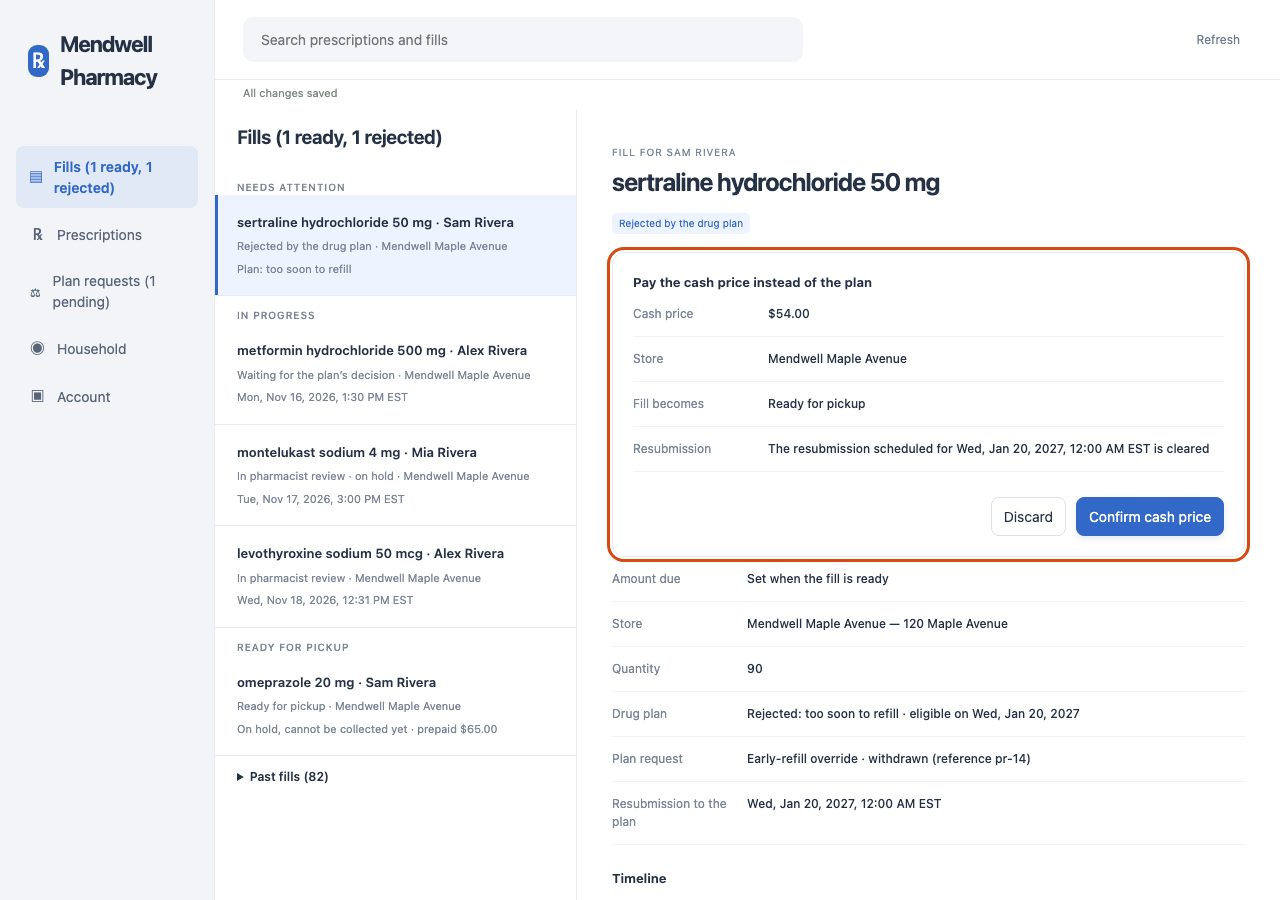 Mendwell
Pharmacy
Fills (1 ready, 1
rejected)
Prescriptions
Plan requests (1
pending)
Household
Account
Search prescriptions and fills
Refresh
All changes saved
Fills (1 ready, 1 rejected)
NEEDS ATTENTION
sertraline hydrochloride 50 mg · Sam Rivera
Rejected by the drug plan · Mendwell Maple Avenue
Plan: too soon to refill
IN PROGRESS
metformin hydrochloride 500 mg · Alex Rivera
Waiting for the plan’s decision · Mendwell Maple Avenue
Mon, Nov 16, 2026, 1:30 PM EST
montelukast sodium 4 mg · Mia Rivera
In pharmacist review · on hold · Mendwell Maple Avenue
Tue, Nov 17, 2026, 3:00 PM EST
levothyroxine sodium 50 mcg · Alex Rivera
In pharmacist review · Mendwell Maple Avenue
Wed, Nov 18, 2026, 12:31 PM EST
READY FOR PICKUP
omeprazole 20 mg · Sam Rivera
Ready for pickup · Mendwell Maple Avenue
On hold, cannot be collected yet · prepaid $65.00
Past fills (82)
FILL FOR SAM RIVERA
sertraline hydrochloride 50 mg
Rejected by the drug plan
Pay the cash price instead of the plan
Cash price $54.00
Store Mendwell Maple Avenue
Fill becomes Ready for pickup
Resubmission The resubmission scheduled for Wed, Jan 20, 2027, 12:00 AM EST is cleared
Discard Confirm cash price
Amount due Set when the fill is ready
Store Mendwell Maple Avenue — 120 Maple Avenue
Quantity 90
Drug plan Rejected: too soon to refill · eligible on Wed, Jan 20, 2027
Plan request Early-refill override · withdrawn (reference pr-14)
Resubmission to the plan Wed, Jan 20, 2027, 12:00 AM EST
Timeline